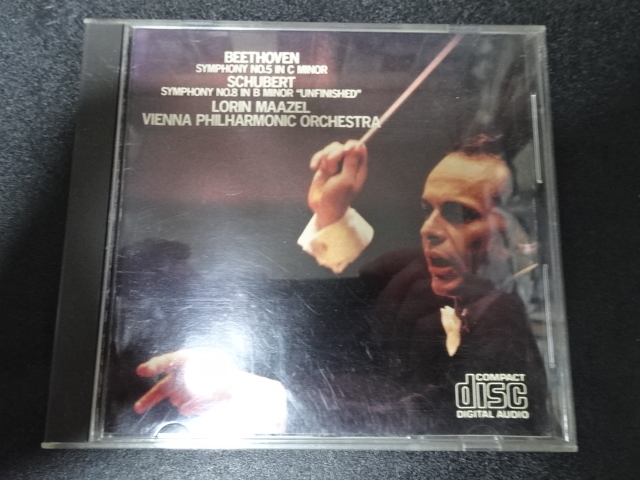 BEETHOVEN
SYMPHONY NO.5 IN C MINOR
SCHUBERT
SYMPHONY NO.8 IN B MINOR "UNFINISHED"
LORIN MAAZEL
VIENNA PHILHARMONIC ORCHESTRA
COMPACT
disc
DIGITAL AUDIO